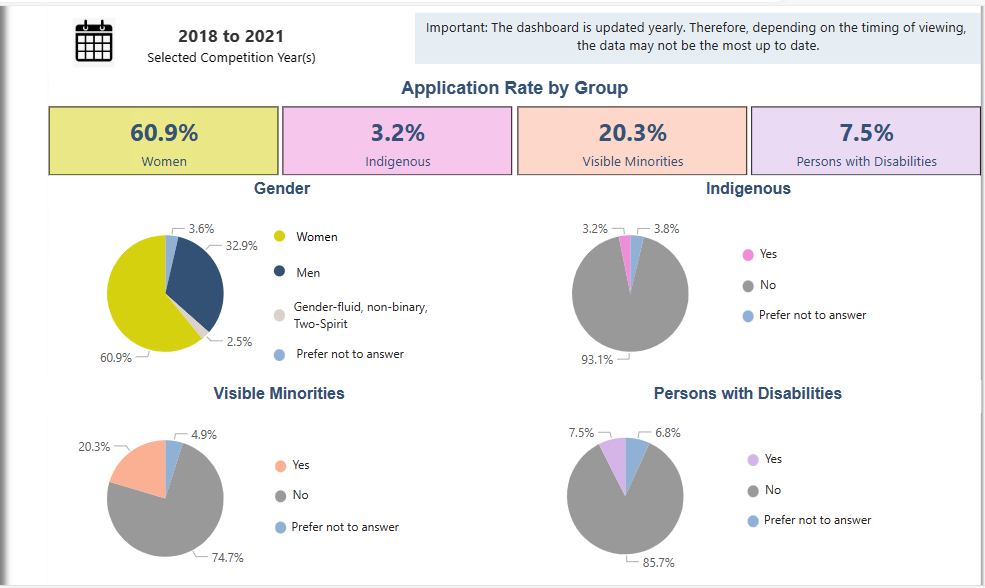 2018 to 2021
Selected Competition Year(s)
Important: The dashboard is updated yearly. Therefore, depending on the timing of viewing,
the data may not be the most up to date.
Application Rate by Group
60.9%
Women
3.2%
Indigenous
20.3%
Visible Minorities
7.5%
Persons with Disabilities
Gender
3.6%
32.9%
2.5%
60.9%
Women
Men
Gender-fluid, non-binary,
Two-Spirit
Prefer not to answer
Indigenous
3.2%
3.8%
93.1%
Yes
No
Prefer not to answer
Visible Minorities
20.3%
4.9%
74.7%
Yes
No
Prefer not to answer
Persons with Disabilities
7.5%
6.8%
85.7%
Yes
No
Prefer not to answer